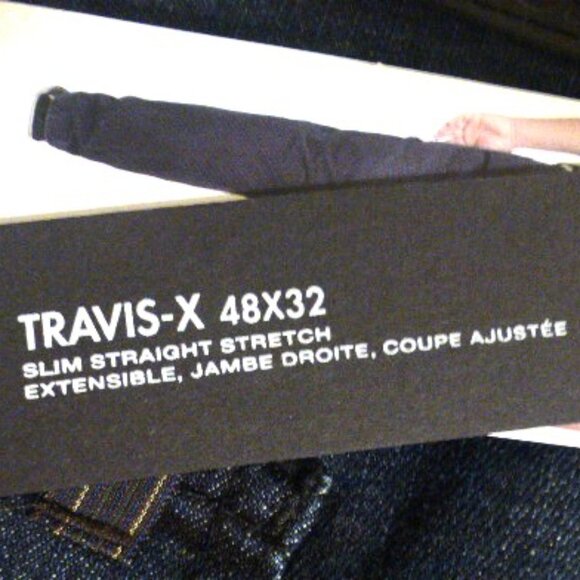 TRAVIS-X 48X32
SLIM STRAIGHT STRETCH
EXTENSIBLE, JAMBE DROITE, COUPE AJUSTÉE